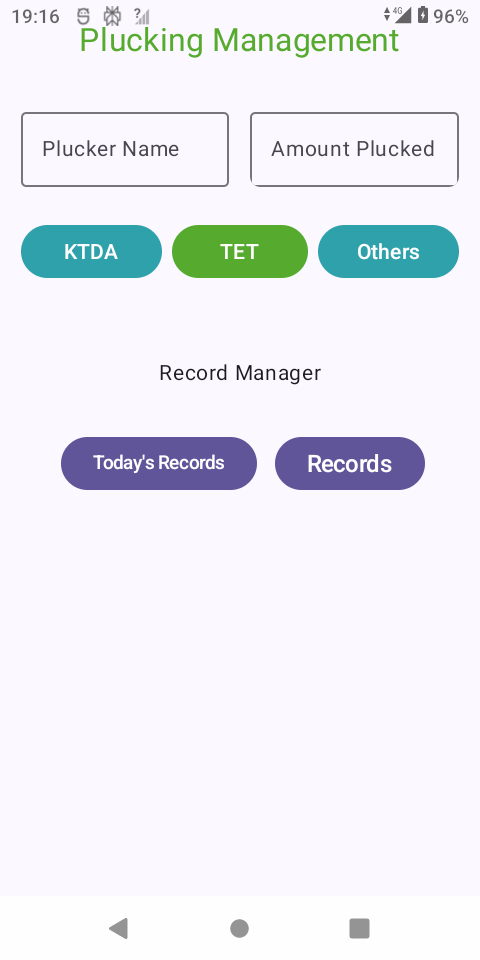 19:16 ? 4G 96%
Plucking Management
Plucker Name Amount Plucked
KTDA TET Others
Record Manager
Today's Records Records